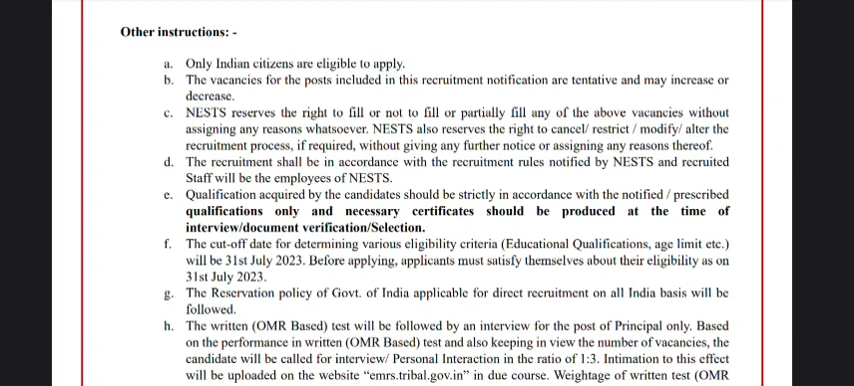 Other instructions: -
a. Only Indian citizens are eligible to apply.
b. The vacancies for the posts included in this recruitment notification are tentative and may increase or
decrease.
c. NESTS reserves the right to fill or not to fill or partially fill any of the above vacancies without
assigning any reasons whatsoever. NESTS also reserves the right to cancel/ restrict / modify/ alter the
recruitment process, if required, without giving any further notice or assigning any reasons thereof.
d. The recruitment shall be in accordance with the recruitment rules notified by NESTS and recruited
Staff will be the employees of NESTS.
e. Qualification acquired by the candidates should be strictly in accordance with the notified / prescribed
qualifications only and necessary certificates should be produced at the time of
interview/document verification/Selection.
f. The cut-off date for determining various eligibility criteria (Educational Qualifications, age limit etc.)
will be 31st July 2023. Before applying, applicants must satisfy themselves about their eligibility as on
31st July 2023.
g. The Reservation policy of Govt. of India applicable for direct recruitment on all India basis will be
followed.
h. The written (OMR Based) test will be followed by an interview for the post of Principal only. Based
on the performance in written (OMR Based) test and also keeping in view the number of vacancies, the
candidate will be called for interview/ Personal Interaction in the ratio of 1:3. Intimation to this effect
will be uploaded on the website “emrs.tribal.gov.in” in due course. Weightage of written test (OMR